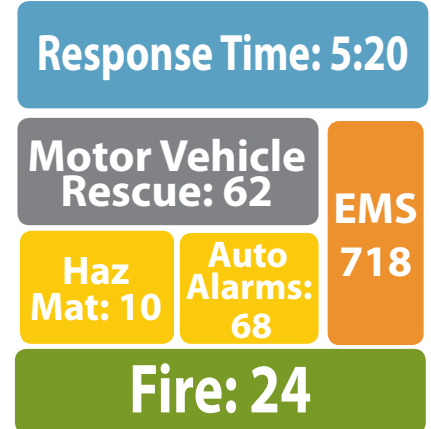 Response Time: 5:20
Motor Vehicle
Rescue: 62
EMS
718
Haz
Mat: 10
Auto
Alarms:
68
Fire: 24